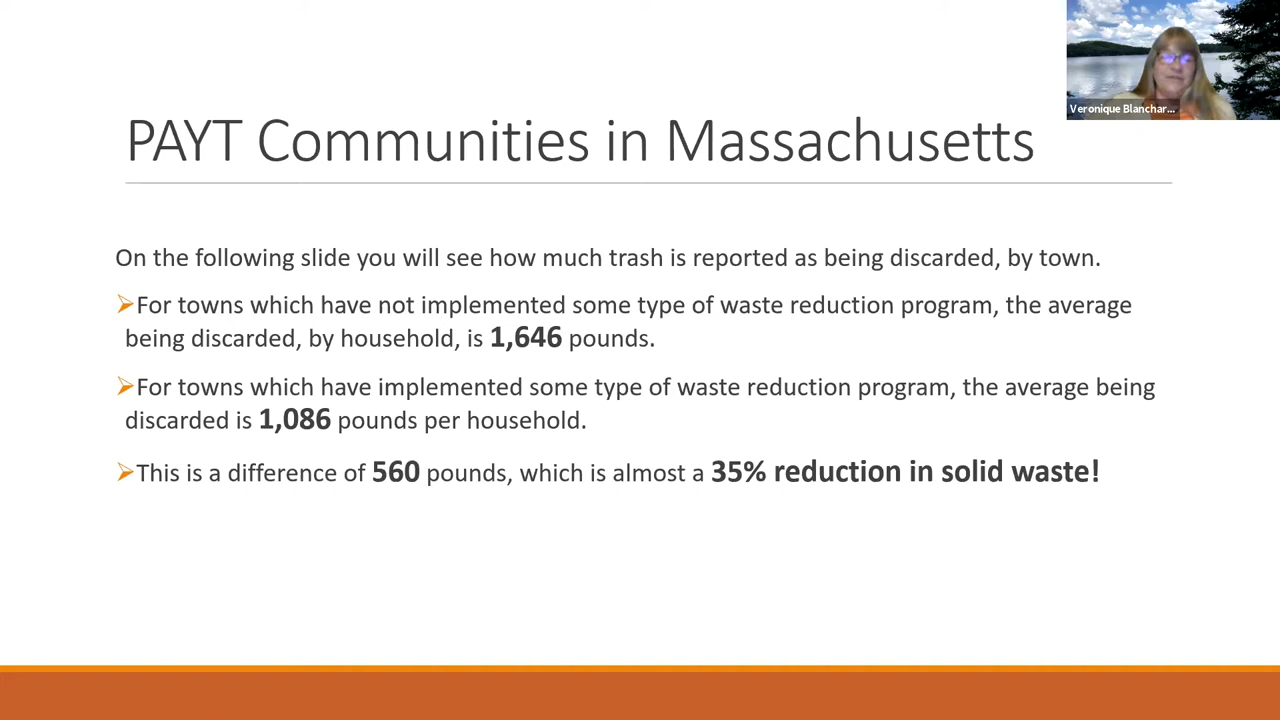 Veronique Blanchar...
PAYT Communities in Massachusetts
On the following slide you will see how much trash is reported as being discarded, by town.
➢For towns which have not implemented some type of waste reduction program, the average
being discarded, by household, is 1,646 pounds.
➢For towns which have implemented some type of waste reduction program, the average being
discarded is 1,086 pounds per household.
➢This is a difference of 560 pounds, which is almost a 35% reduction in solid waste!